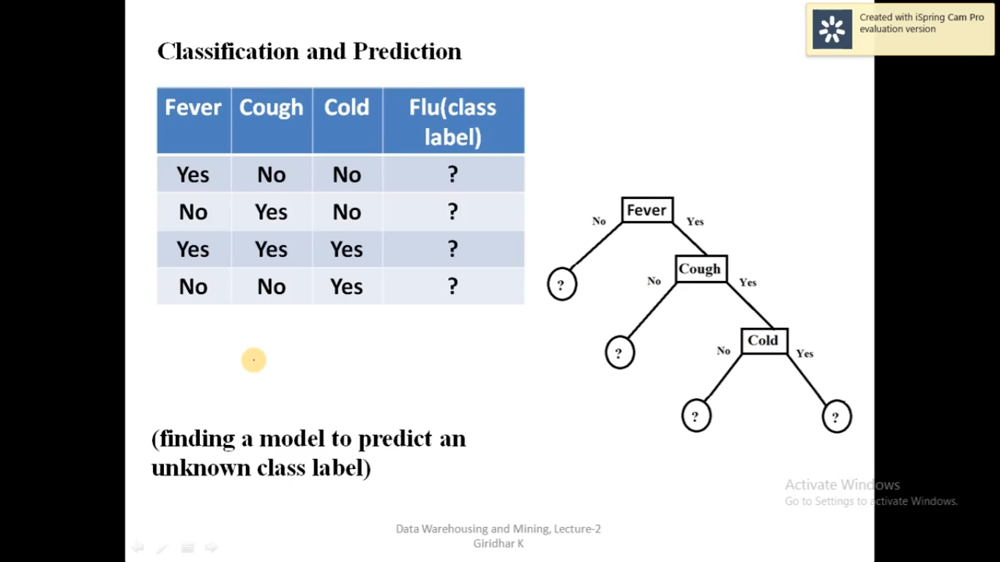 Created with iSpring Cam Pro
evaluation version
Classification and Prediction
Fever Cough Cold Flu(class
label)
Yes No No ?
No Yes No ?
Yes Yes Yes ?
No No Yes ?
Fever
No Yes
Cough
? No Yes
Cold
? No Yes
? ?
(finding a model to predict an
unknown class label)
Activate Windows
Go to Settings to activate Windows.
Data Warehousing and Mining, Lecture-2
Giridhar K